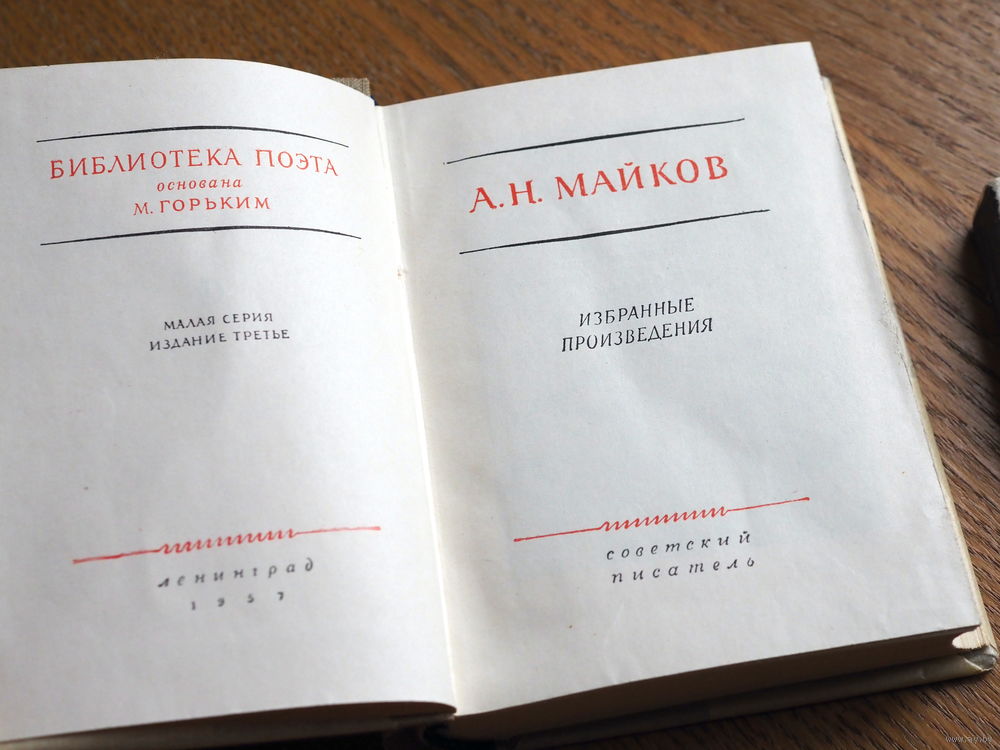 БИБЛИОТЕКА ПОЭТА
основана
М. ГОРЬКИМ
МАЛАЯ СЕРИЯ
ИЗДАНИЕ ТРЕТЬЕ
ленинград
1957
А. Н. МАЙКОВ
ИЗБРАННЫЕ
ПРОИЗВЕДЕНИЯ
советский
писатель